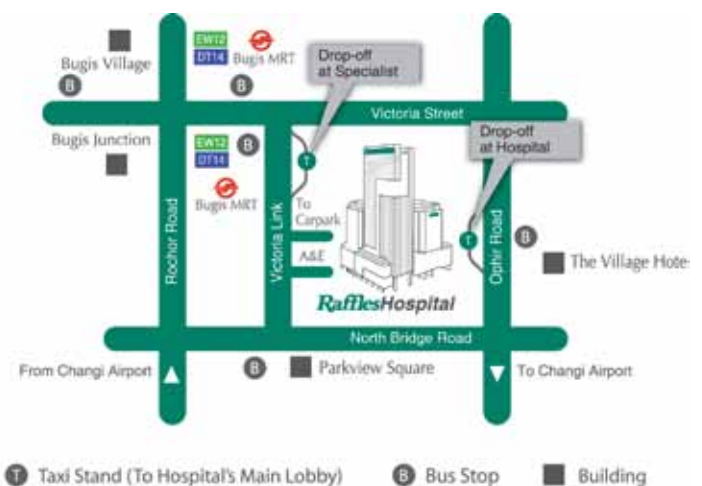 Bugis Village
B
EW12
DT14
Bugis MRT
B
Drop-off
at Specialist
Victoria Street
Drop-off
at Hospital
Bugis Junction
EW12
DT14
B
Bugis MRT
T
To
Carpark
A&E
T
B
Rochor Road
Victoria Link
Ophir Road
The Village Hote
RafflesHospital
North Bridge Road
From Changi Airport
B
Parkview Square
To Changi Airport
T Taxi Stand (To Hospital's Main Lobby)
B Bus Stop
Building